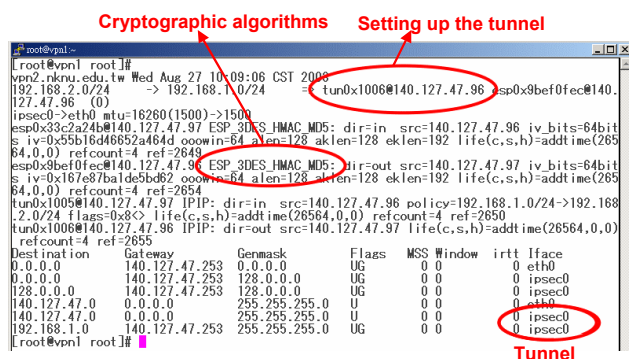 Cryptographic algorithms
Setting up the tunnel
root@vpn1:~
[root@vpn1 root]#
vpn2.nknu.edu.tw Wed Aug 27 10:09:06 CST 2003
192.168.2.0/24 -> 192.168.1.0/24 => tun0x1006@140.127.47.96 esp0x9bef0fec@140.
127.47.96 (0)
ipsec0->eth0 mtu=16260(1500)->1500
esp0x33c2a24b@140.127.47.97 ESP_3DES_HMAC_MD5: dir=in src=140.127.47.96 iv_bits=64bit
s iv=0x55b16d46652a464d ooowin=64 alen=128 aklen=128 eklen=192 life(c,s,h)=addtime(265
64,0,0) refcount=4 ref=2649
esp0x9bef0fec@140.127.47.96 ESP_3DES_HMAC_MD5: dir=out src=140.127.47.97 iv_bits=64bit
s iv=0x167e87ba1de5bd62 ooowin=64 alen=128 aklen=128 eklen=192 life(c,s,h)=addtime(265
64,0,0) refcount=4 ref=2654
tun0x1005@140.127.47.97 IPIP: dir=in src=140.127.47.96 policy=192.168.1.0/24->192.168
.2.0/24 flags=0x8<> life(c,s,h)=addtime(26564,0,0) refcount=4 ref=2650
tun0x1006@140.127.47.96 IPIP: dir=out src=140.127.47.97 life(c,s,h)=addtime(26564,0,0)
refcount=4 ref=2655
Destination Gateway Genmask Flags MSS Window irtt Iface
0.0.0.0 140.127.47.253 0.0.0.0 UG 0 0 0 eth0
0.0.0.0 140.127.47.253 128.0.0.0 UG 0 0 0 ipsec0
128.0.0.0 140.127.47.253 128.0.0.0 UG 0 0 0 ipsec0
140.127.47.0 0.0.0.0 255.255.255.0 U 0 0 0 eth0
140.127.47.0 0.0.0.0 255.255.255.0 U 0 0 0 ipsec0
192.168.1.0 140.127.47.253 255.255.255.0 UG 0 0 0 ipsec0
[root@vpn1 root]#
Tunnel